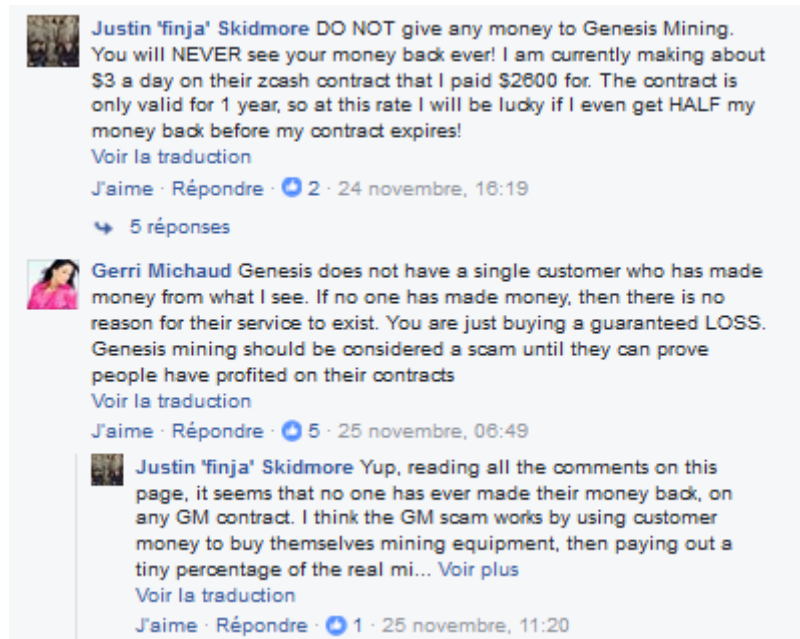 Justin 'finja' Skidmore DO NOT give any money to Genesis Mining.
You will NEVER see your money back ever! I am currently making about
$3 a day on their zcash contract that I paid $2600 for. The contract is
only valid for 1 year, so at this rate I will be lucky if I even get HALF my
money back before my contract expires!
Voir la traduction
J'aime · Répondre · 2 · 24 novembre, 16:19
5 réponses
Gerri Michaud Genesis does not have a single customer who has made
money from what I see. If no one has made money, then there is no
reason for their service to exist. You are just buying a guaranteed LOSS.
Genesis mining should be considered a scam until they can prove
people have profited on their contracts
Voir la traduction
J'aime · Répondre · 5 · 25 novembre, 06:49
Justin 'finja' Skidmore Yup, reading all the comments on this
page, it seems that no one has ever made their money back, on
any GM contract. I think the GM scam works by using customer
money to buy themselves mining equipment, then paying out a
tiny percentage of the real mi... Voir plus
Voir la traduction
J'aime · Répondre · 1 · 25 novembre, 11:20